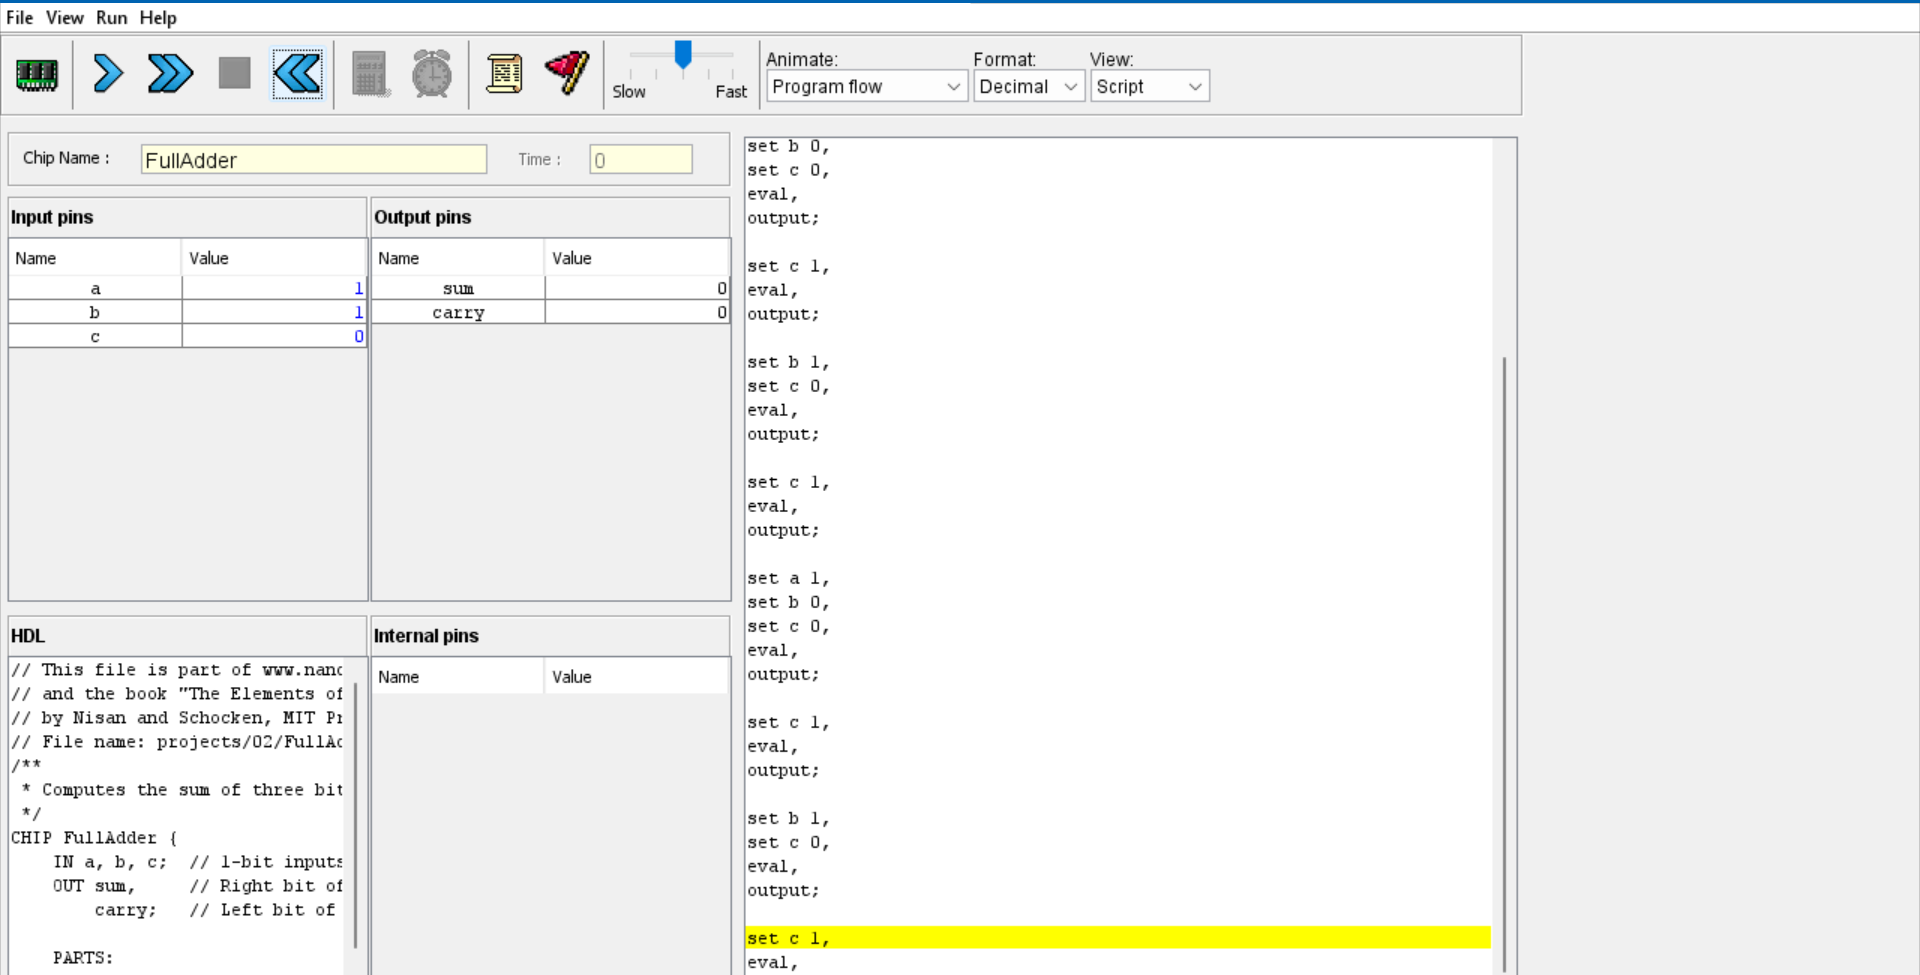 File View Run Help
Slow Fast
Animate: Format: View:
Program flow Decimal Script
Chip Name : FullAdder Time : 0
Input pins
Name Value
a 1
b 1
c 0
Output pins
Name Value
sum 0
carry 0
HDL
// This file is part of www.nand
// and the book "The Elements of
// by Nisan and Schocken, MIT Pr
// File name: projects/02/FullAd
/**
* Computes the sum of three bit
*/
CHIP FullAdder {
IN a, b, c; // 1-bit inputs
OUT sum, // Right bit of
carry; // Left bit of
PARTS:
Internal pins
Name Value
set b 0,
set c 0,
eval,
output;
set c 1,
eval,
output;
set b 1,
set c 0,
eval,
output;
set c 1,
eval,
output;
set a 1,
set b 0,
set c 0,
eval,
output;
set c 1,
eval,
output;
set b 1,
set c 0,
eval,
output;
set c 1,
eval,